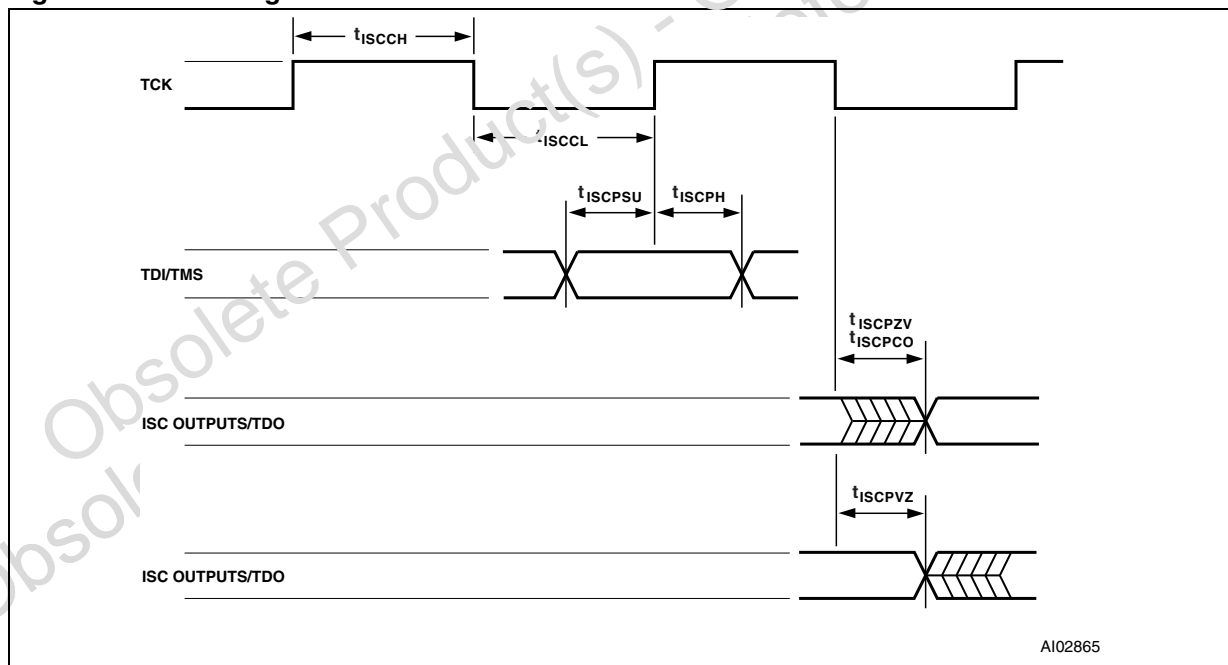 tISCCH
TCK
tISCCL
tISCPSU
tISCPH
TDI/TMS
tISCPZV
tISCPCO
ISC OUTPUTS/TDO
tISCPVZ
ISC OUTPUTS/TDO
AI02865
Obsolete Product(s) -